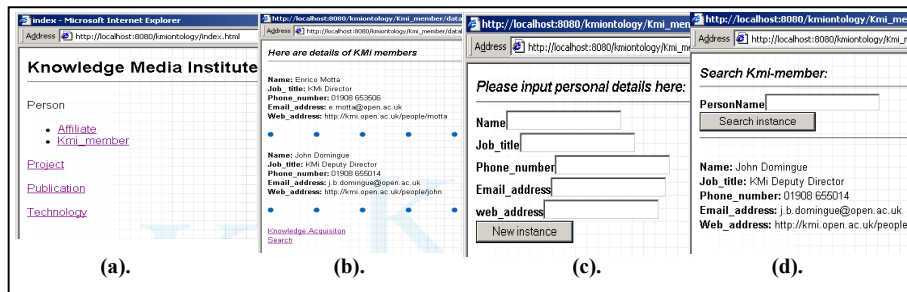 index - Microsoft Internet Explorer
Address http://localhost:8080/kmiontology/index.html
Knowledge Media Institute
Person
Affiliate
Kmi_member
Project
Publication
Technology
(a).
http://localhost:8080/kmiontology/Kmi_member/data
Address http://localhost:8080/kmiontology/Kmi_member/datal
Here are details of KMi members
Name: Enrico Motta
Job_ title: KMi Director
Phone_number: 01908 653506
Email_address: e.motta@open.ac.uk
Web_address: http://kmi.open.ac.uk/people/motta
Name: John Domingue
Job_title: KMi Deputy Director
Phone_number: 01908 655014
Email_address: j.b.domingue@open.ac.uk
Web_address: http://kmi.open.ac.uk/people/john
Knowledge Acquisiton
Search
(b).
http://localhost:8080/kmiontology/Kmi_mem
Address http://localhost:8080/kmiontology/Kmi_m
Please input personal details here:
Name
Job_title
Phone_number
Email_address
web_address
New instance
(c).
http://localhost:8080/kmiontology/Kmi_me
Address http://localhost:8080/kmiontology/Kmi_r
Search Kmi-member:
PersonName
Search instance
Name: John Domingue
Job_title: KMi Deputy Director
Phone_number: 01908 655014
Email_address: j.b.domingue@open.ac.uk
Web_address: http://kmi.open.ac.uk/people
(d).